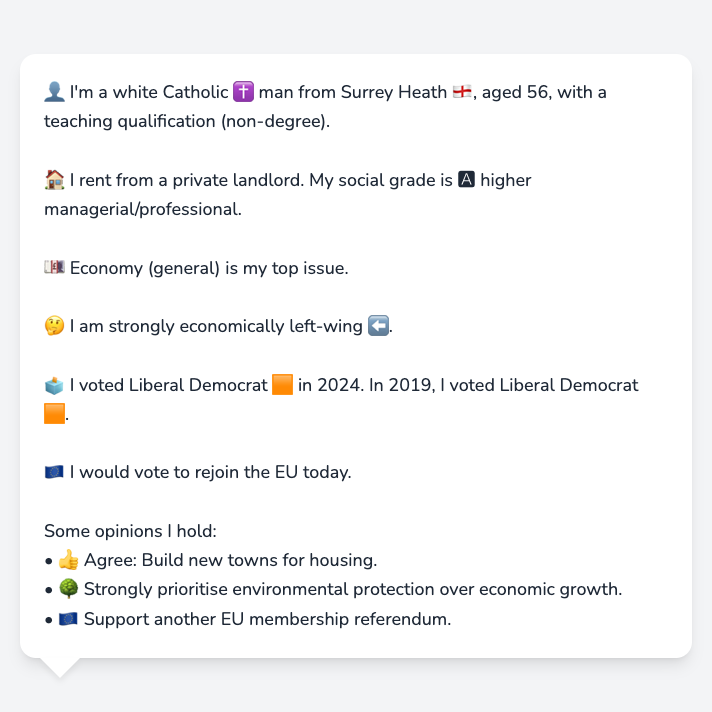 👤 I'm a white Catholic ✝️ man from Surrey Heath 🏴󠁧󠁢󠁥󠁮󠁧󠁿, aged 56, with a
teaching qualification (non-degree).
🏠 I rent from a private landlord. My social grade is 🅰 higher
managerial/professional.
💷 Economy (general) is my top issue.
🤔 I am strongly economically left-wing ⬅️.
🗳️ I voted Liberal Democrat 🟧 in 2024. In 2019, I voted Liberal Democrat
🟧.
🇪🇺 I would vote to rejoin the EU today.
Some opinions I hold:
• 👍 Agree: Build new towns for housing.
• 🌳 Strongly prioritise environmental protection over economic growth.
• 🇪🇺 Support another EU membership referendum.